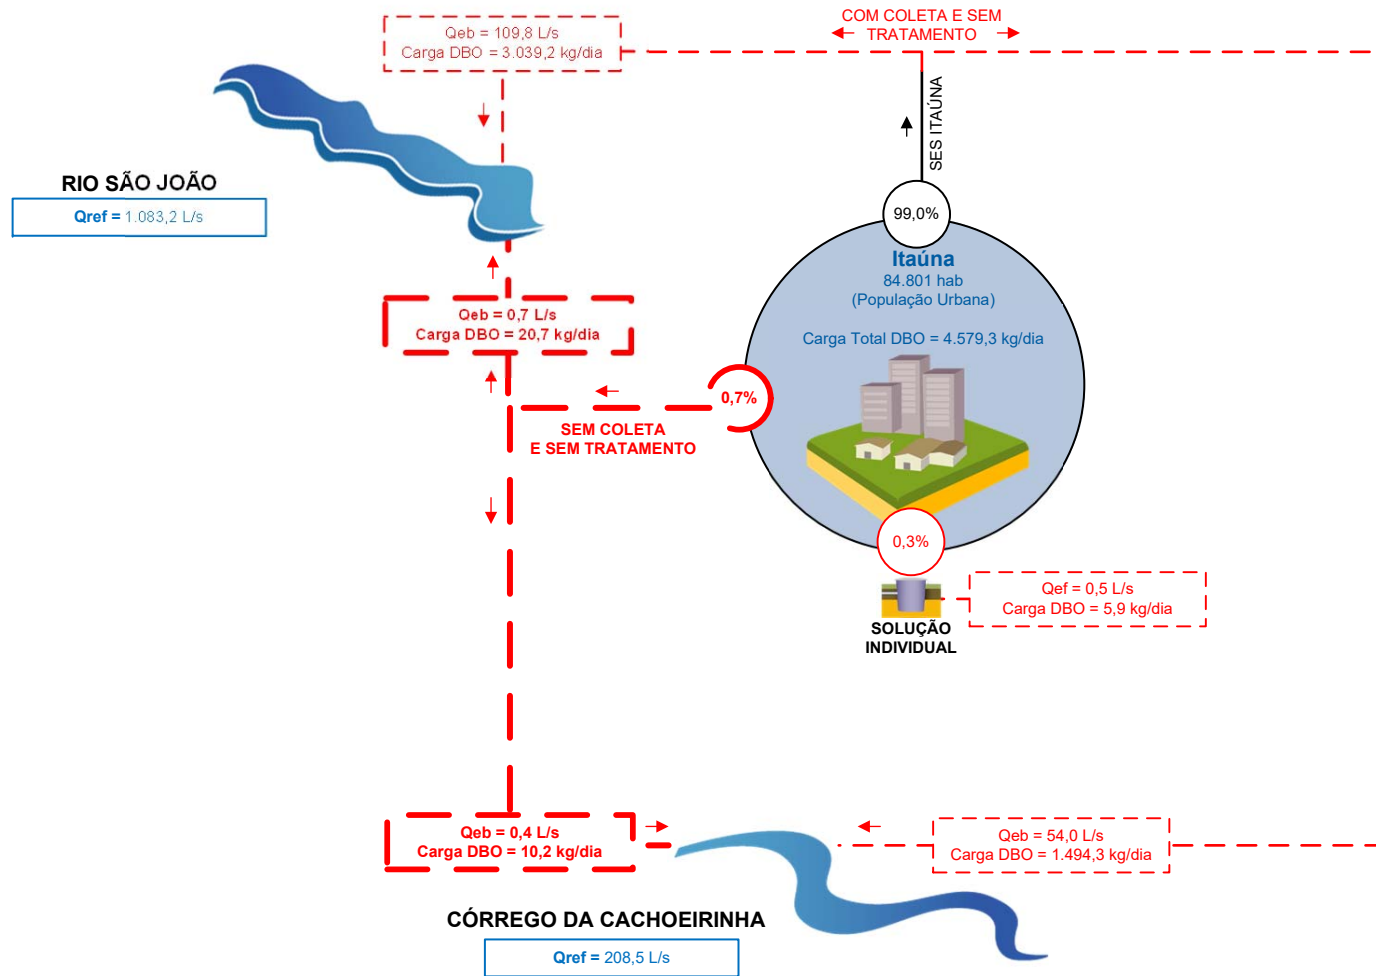 COM COLETA E SEM
TRATAMENTO
Qeb = 109,8 L/s
Carga DBO = 3.039,2 kg/dia
SES ITAÚNA
RIO SÃO JOÃO
Qref = 1.083,2 L/s
99,0%
Itaúna
84.801 hab
(População Urbana)
Carga Total DBO = 4.579,3 kg/dia
Qeb = 0,7 L/s
Carga DBO = 20,7 kg/dia
0,7%
SEM COLETA
E SEM TRATAMENTO
0,3%
Qef = 0,5 L/s
Carga DBO = 5,9 kg/dia
SOLUÇÃO
INDIVIDUAL
Qeb = 0,4 L/s
Carga DBO = 10,2 kg/dia
Qeb = 54,0 L/s
Carga DBO = 1.494,3 kg/dia
CÓRREGO DA CACHOEIRINHA
Qref = 208,5 L/s